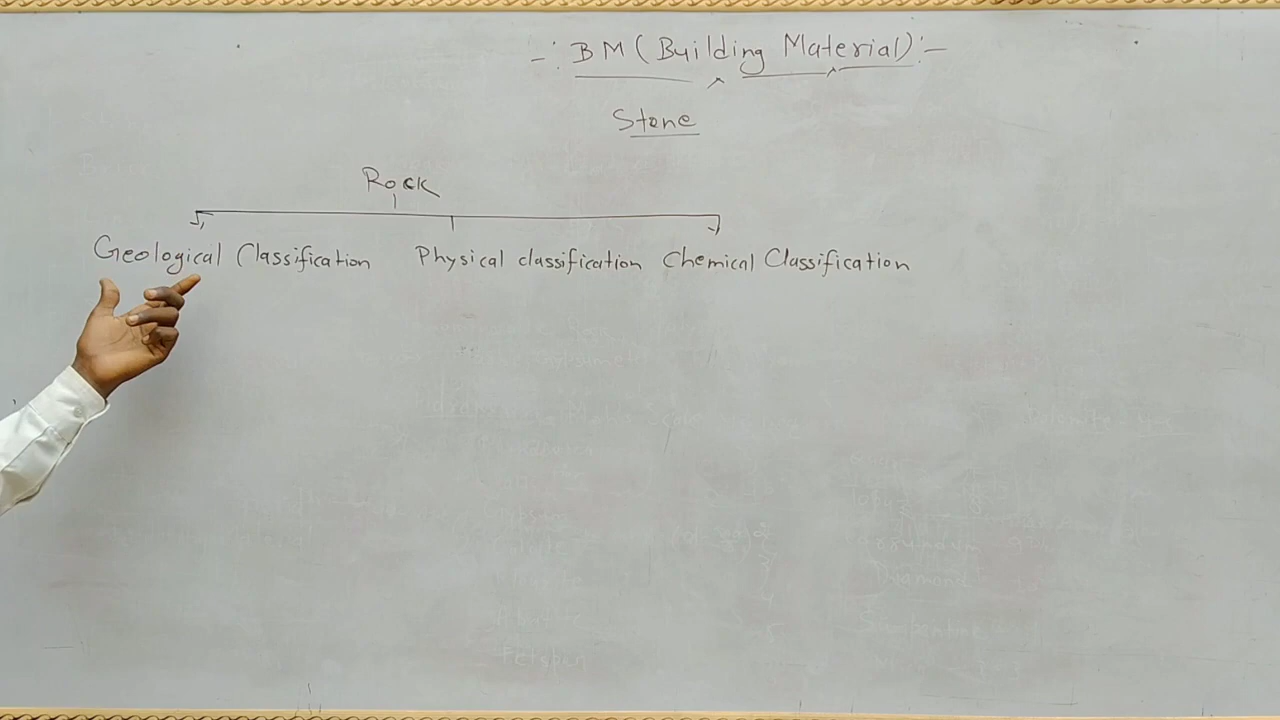 -: BM (Building Material) :-
Stone
Rock
Geological Classification Physical classification Chemical Classification